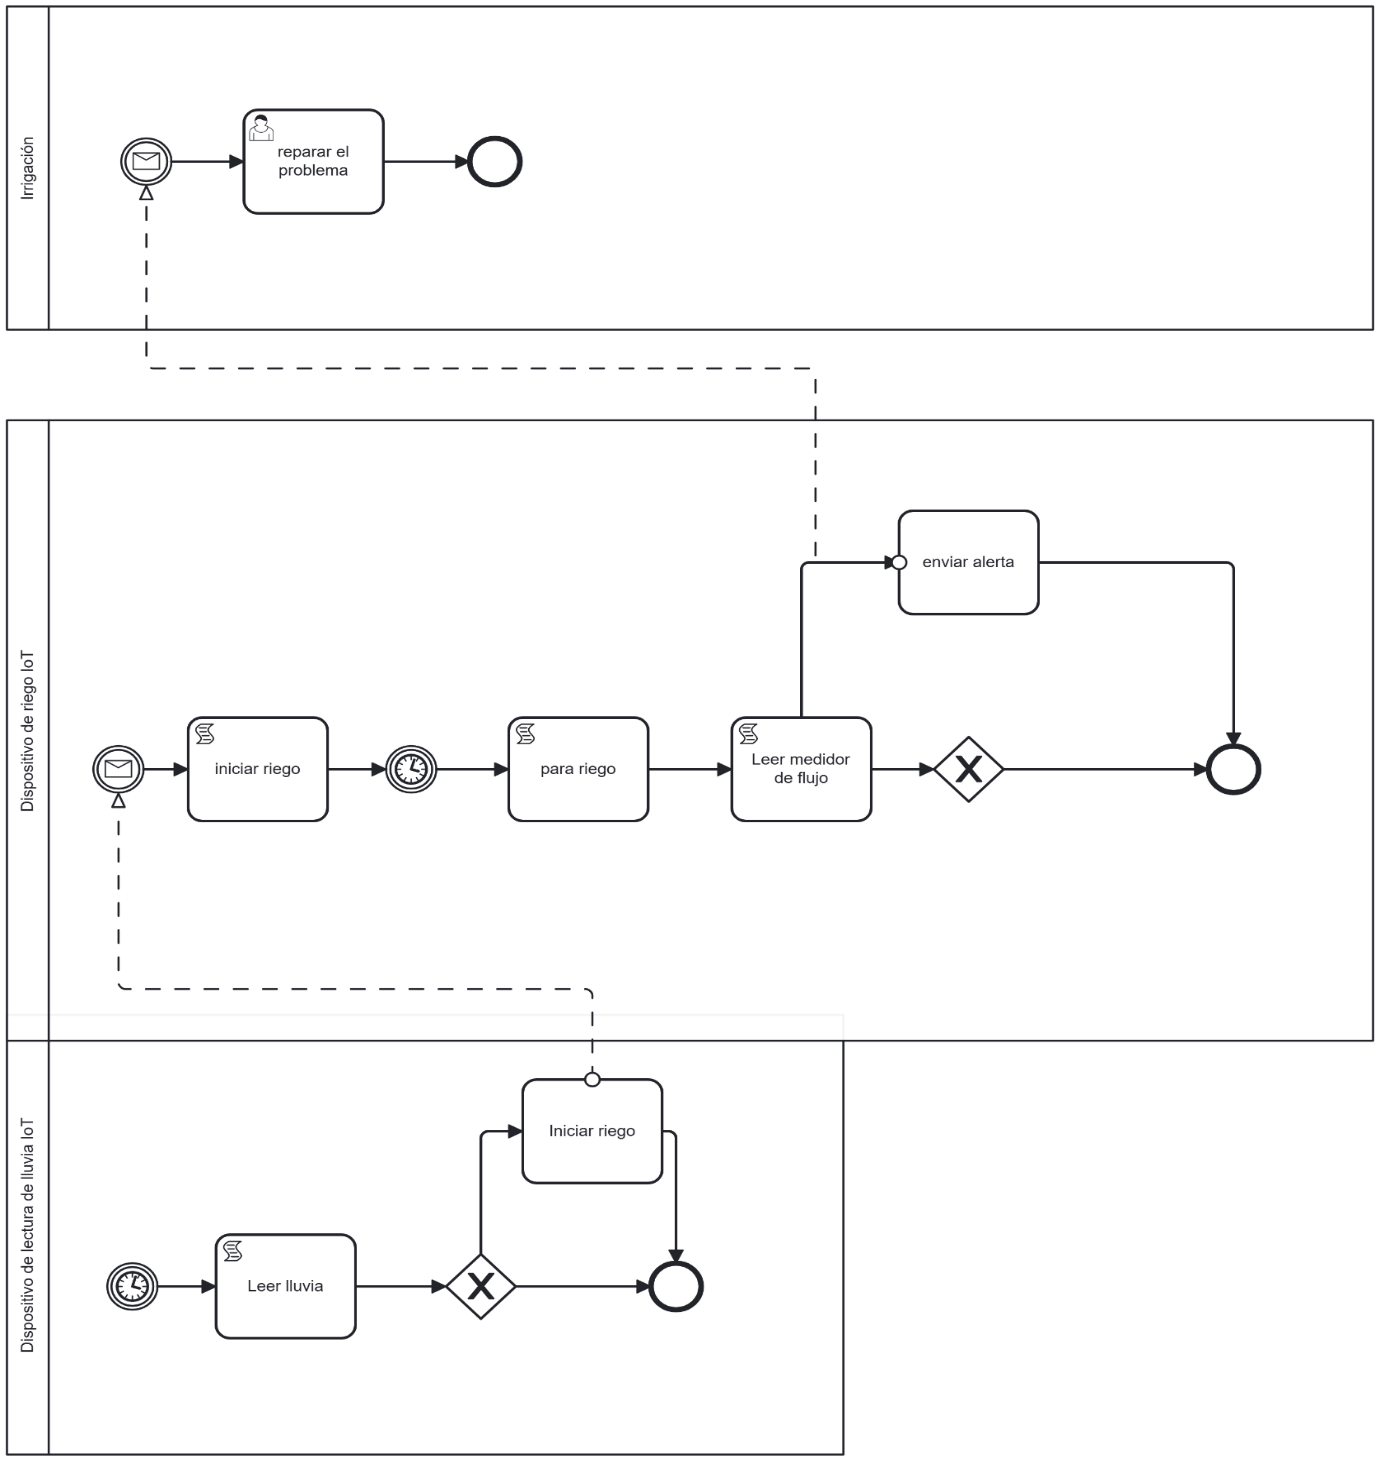 Irrigación
reparar el
problema
Dispositivo de riego IoT
enviar alerta
iniciar riego
para riego
Leer medidor
de flujo
Dispositivo de lectura de lluvia IoT
Iniciar riego
Leer lluvia